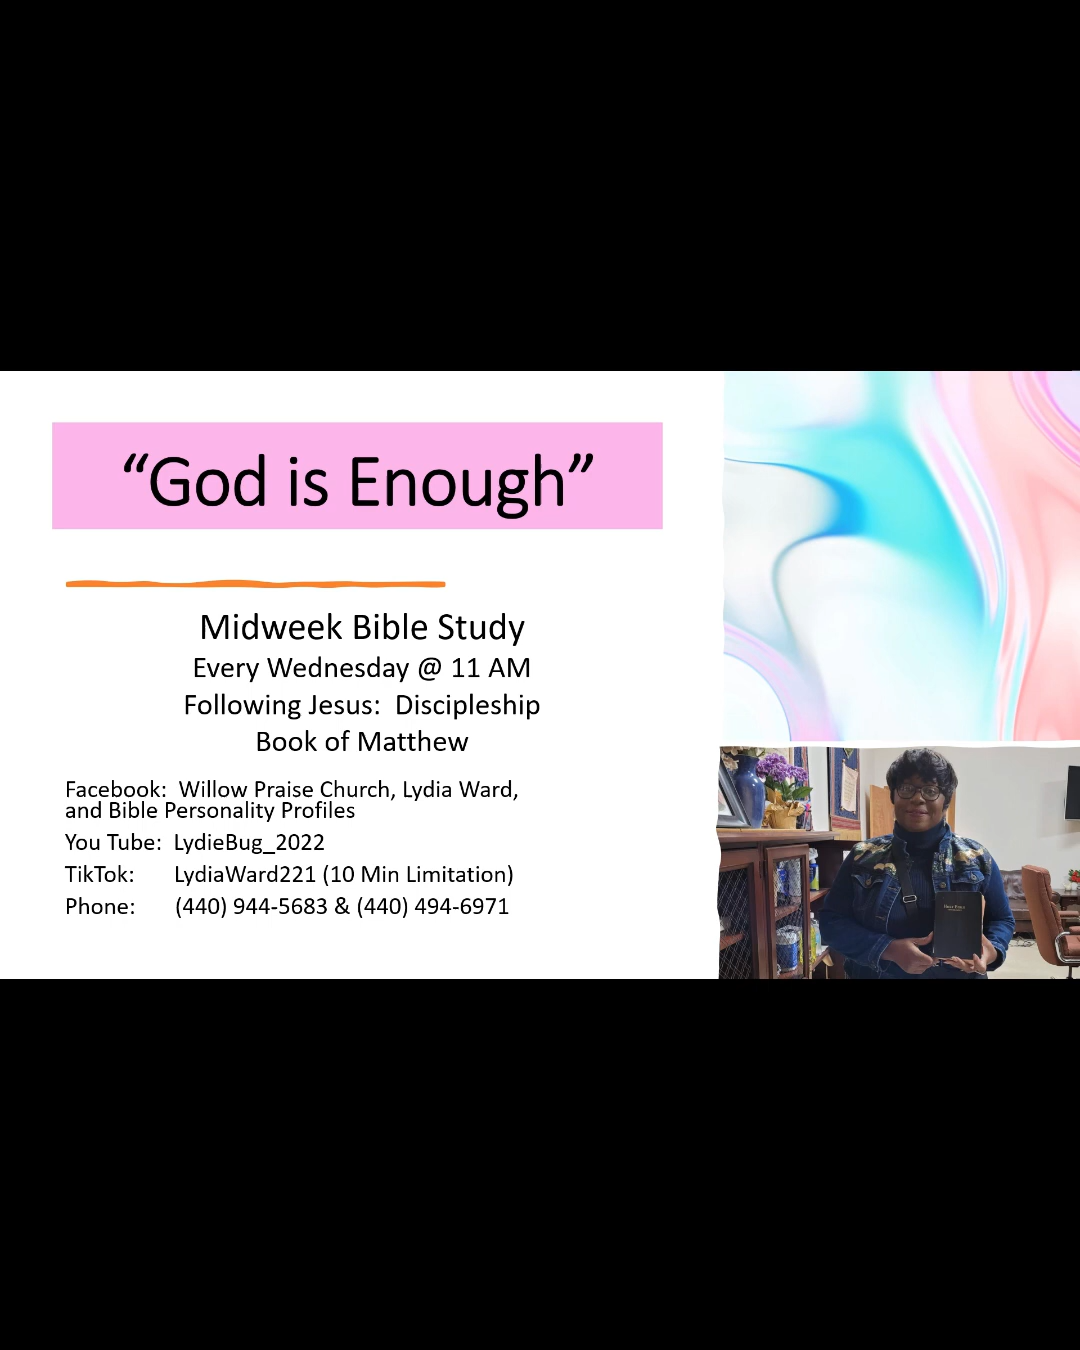 “God is Enough”
Midweek Bible Study
Every Wednesday @ 11 AM
Following Jesus:  Discipleship
Book of Matthew
Facebook:  Willow Praise Church, Lydia Ward,
and Bible Personality Profiles
You Tube:  LydieBug_2022
TikTok:  LydiaWard221 (10 Min Limitation)
Phone:  (440) 944-5683 & (440) 494-6971
HOLY BIBLE